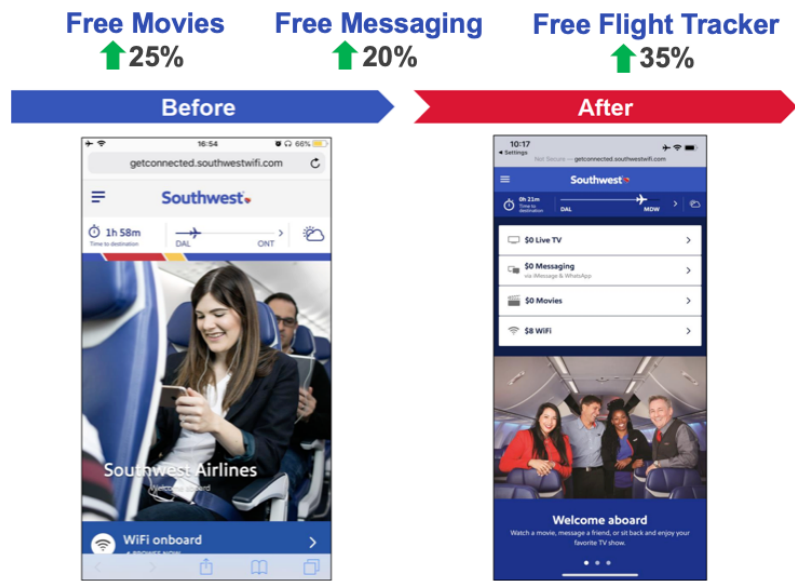 Free Movies
25%
Free Messaging
20%
Free Flight Tracker
35%
Before
After
16:54
66%
getconnected.southwestwifi.com
Southwest
1h 58m
Time to destination
DAL
ONT
Southwest Airlines
Welcome aboard
WiFi onboard
BROWSE NOW
10:17
Settings
Not Secure — getconnected.southwestwifi.com
Southwest
0h 21m
Time to
destination
DAL
MDW
$0 Live TV
$0 Messaging
via iMessage & WhatsApp
$0 Movies
$8 WiFi
Welcome aboard
Watch a movie, message a friend, or sit back and enjoy your
favorite TV show.